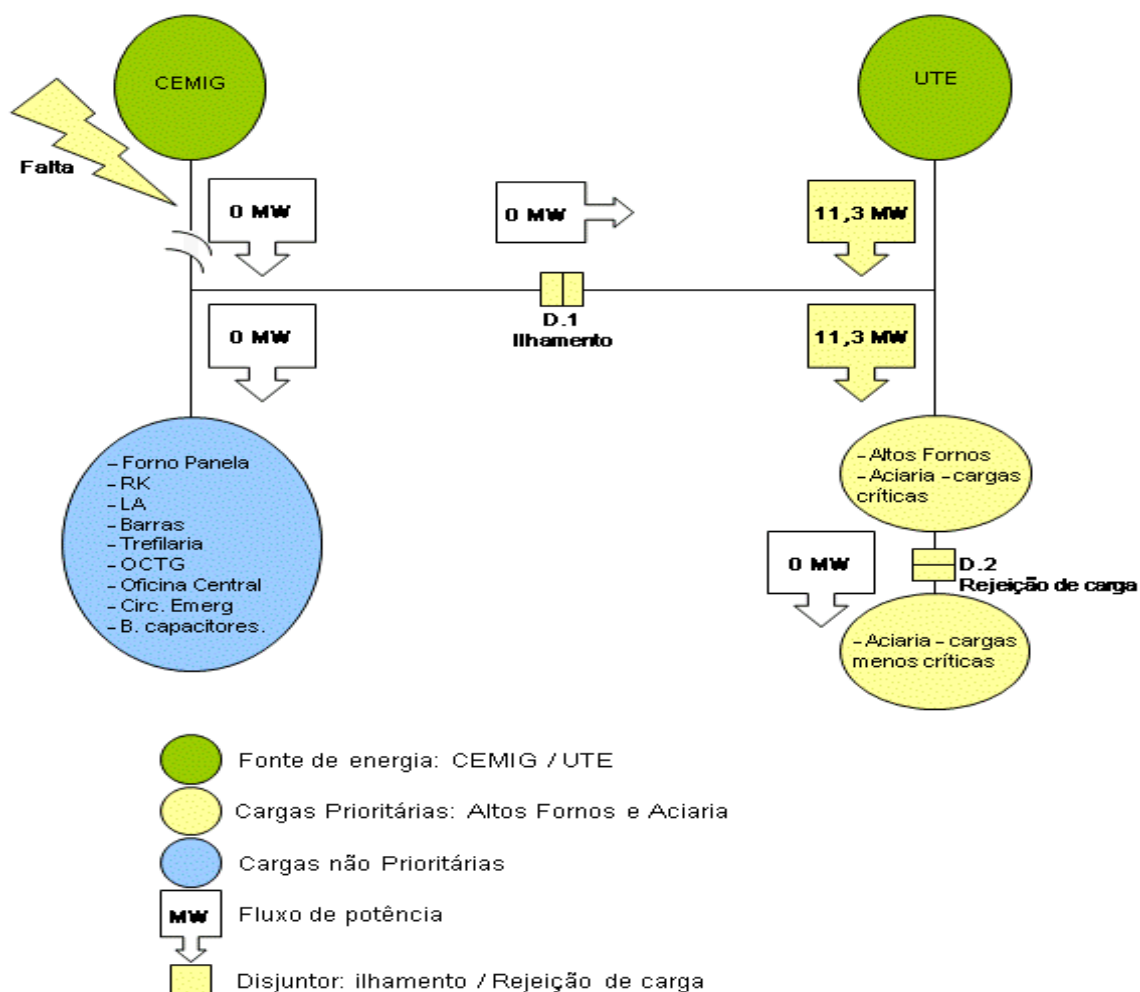 CEMIG
UTE
Falta
0 MW
0 MW
11,3 MW
D.1
Ilhamento
0 MW
11,3 MW
- Forno Panela
- RK
- LA
- Barras
- Trefilaria
- OCTG
- Oficina Central
- Circ. Emerg
- B. capacitores.
- Altos Fornos
- Aciaria - cargas
críticas
0 MW
D.2
Rejeição de carga
- Aciaria - cargas
menos críticas
Fonte de energia: CEMIG / UTE
Cargas Prioritárias: Altos Fornos e Aciaria
Cargas não Prioritárias
MW Fluxo de potência
Disjuntor: ilhamento / Rejeição de carga